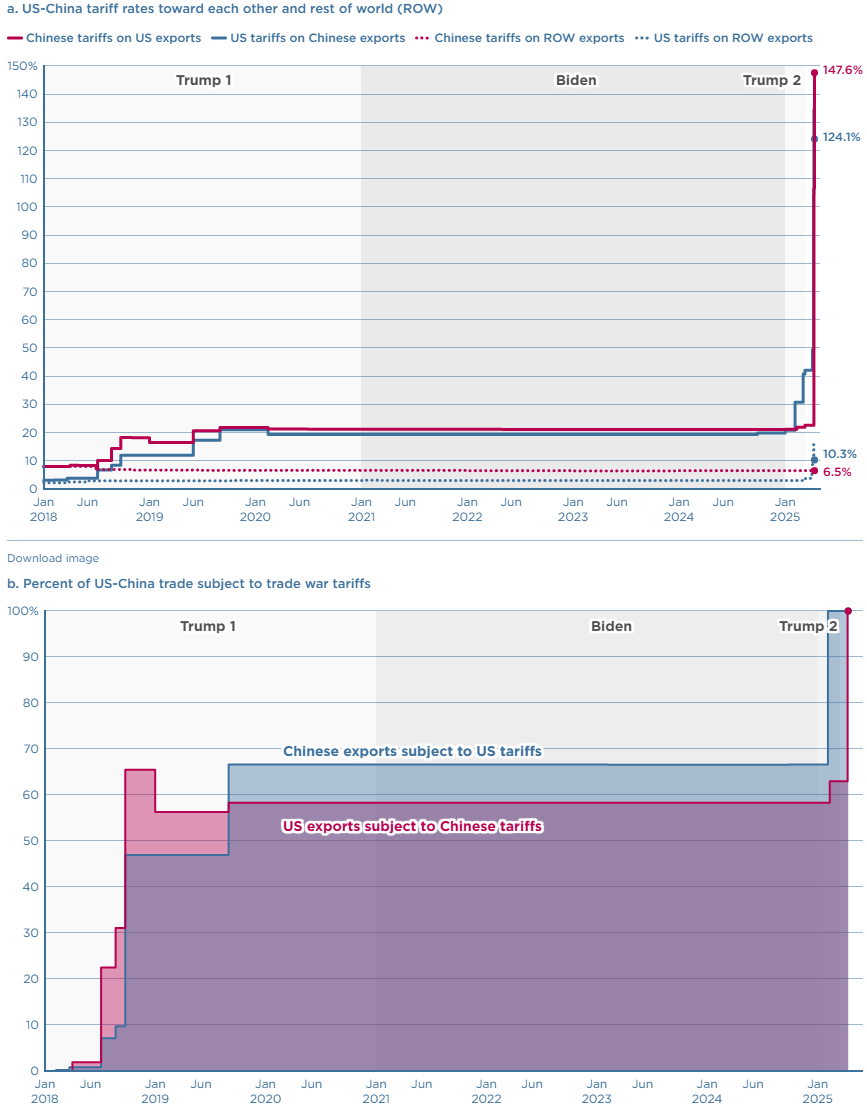 a. US-China tariff rates toward each other and rest of world (ROW)
Chinese tariffs on US exports US tariffs on Chinese exports Chinese tariffs on ROW exports US tariffs on ROW exports
150%
140
130
120
110
100
90
80
70
60
50
40
30
20
10
0
Trump 1 Biden Trump 2
147.6%
124.1%
10.3%
6.5%
Jan Jun Jan Jun Jan Jun Jan Jun Jan Jun Jan Jun Jan Jun Jan
2018 2019 2020 2021 2022 2023 2024 2025
Download image
b. Percent of US-China trade subject to trade war tariffs
100%
90
80
70
60
50
40
30
20
10
0
Trump 1 Biden Trump 2
Chinese exports subject to US tariffs
US exports subject to Chinese tariffs
Jan Jun Jan Jun Jan Jun Jan Jun Jan Jun Jan Jun Jan Jun Jan
2018 2019 2020 2021 2022 2023 2024 2025